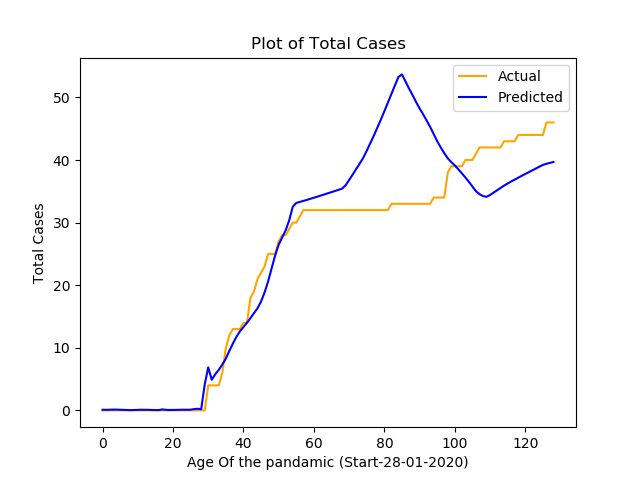 Plot of Total Cases
Actual
Predicted
Total Cases
50
40
30
20
10
0
0 20 40 60 80 100 120
Age Of the pandamic (Start-28-01-2020)